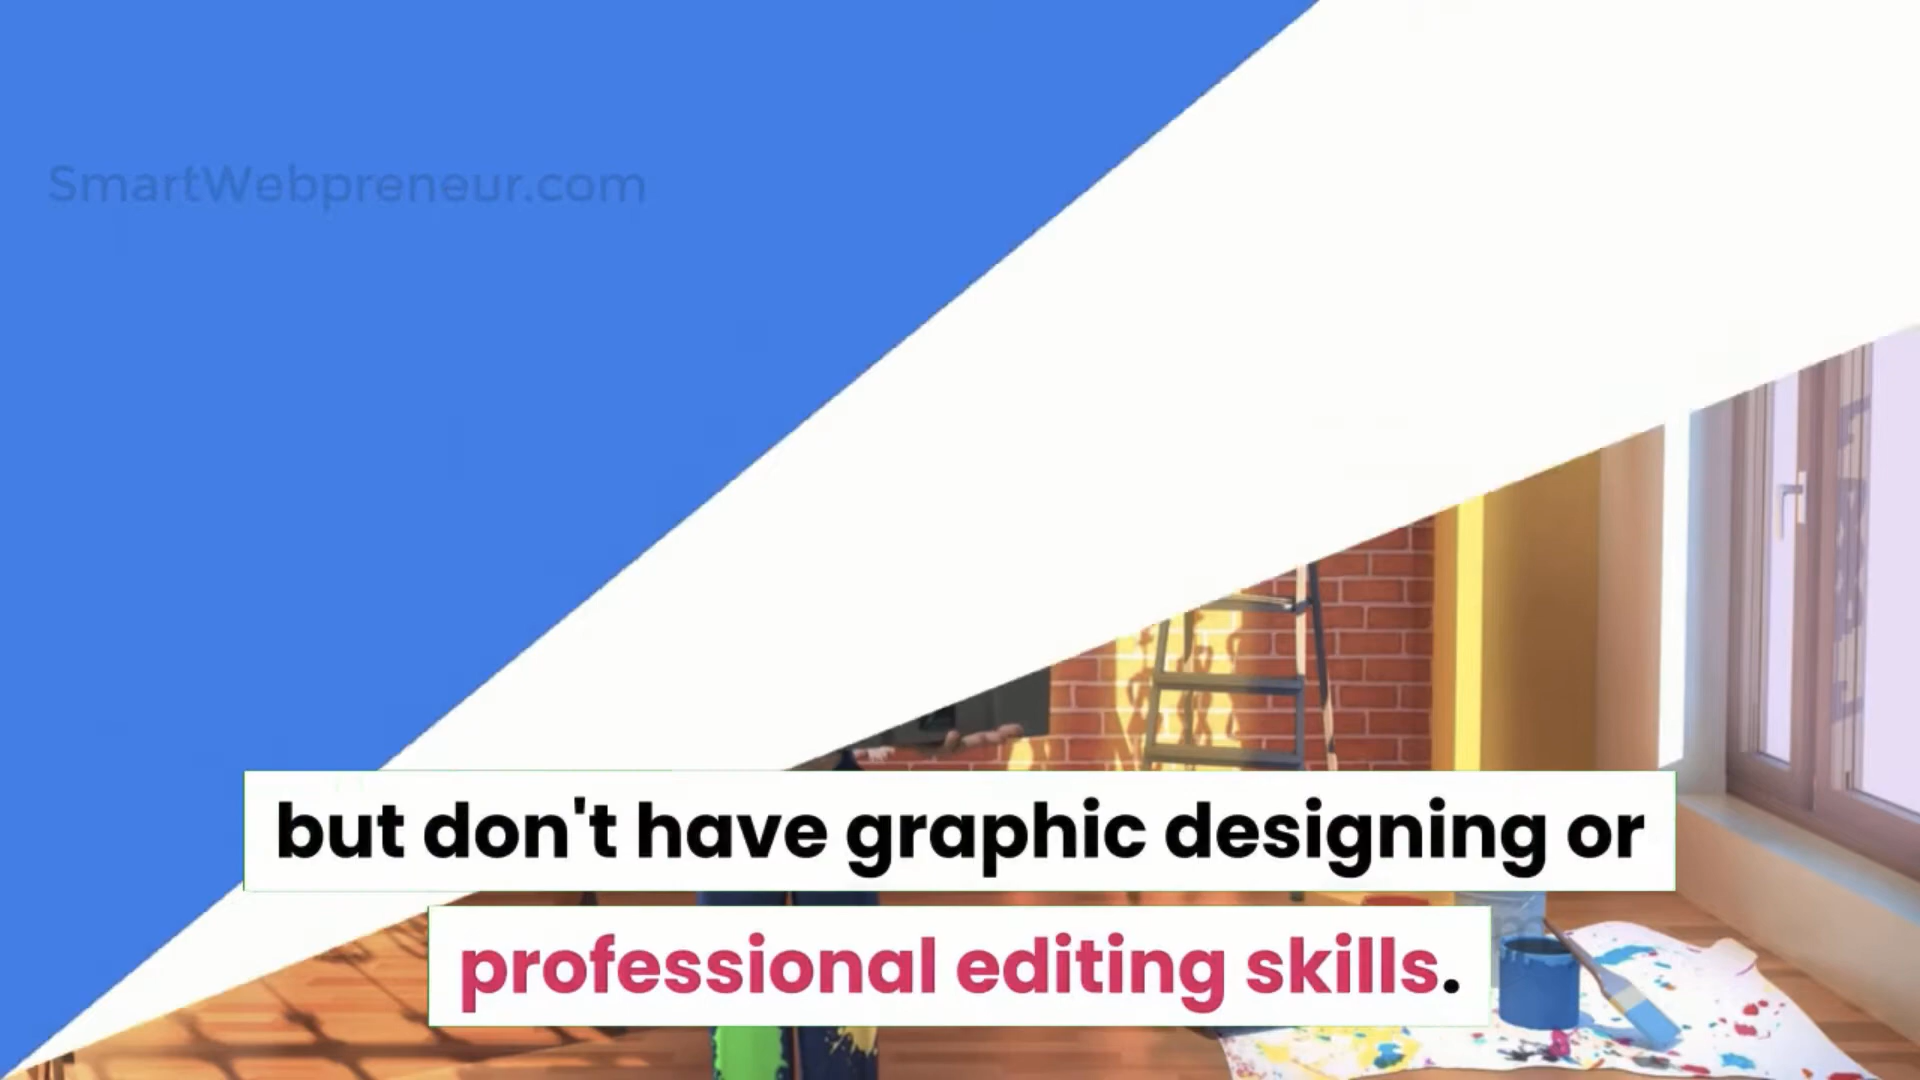 SmartWebpreneur.com
but don't have graphic designing or
professional editing skills.